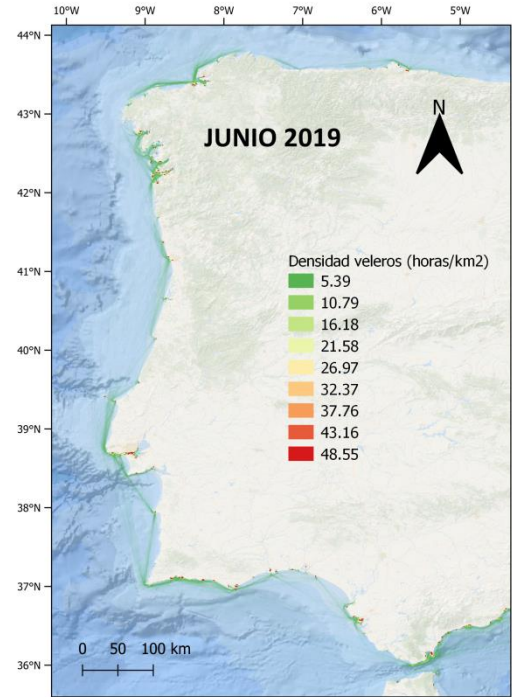 10°W 9°W 8°W 7°W 6°W 5°W
44°N
43°N
N
JUNIO 2019
42°N
Densidad veleros (horas/km2)
5.39
41°N
10.79
16.18
21.58
40°N
26.97
32.37
37.76
39°N
43.16
48.55
38°N
37°N
0 50 100 km
36°N